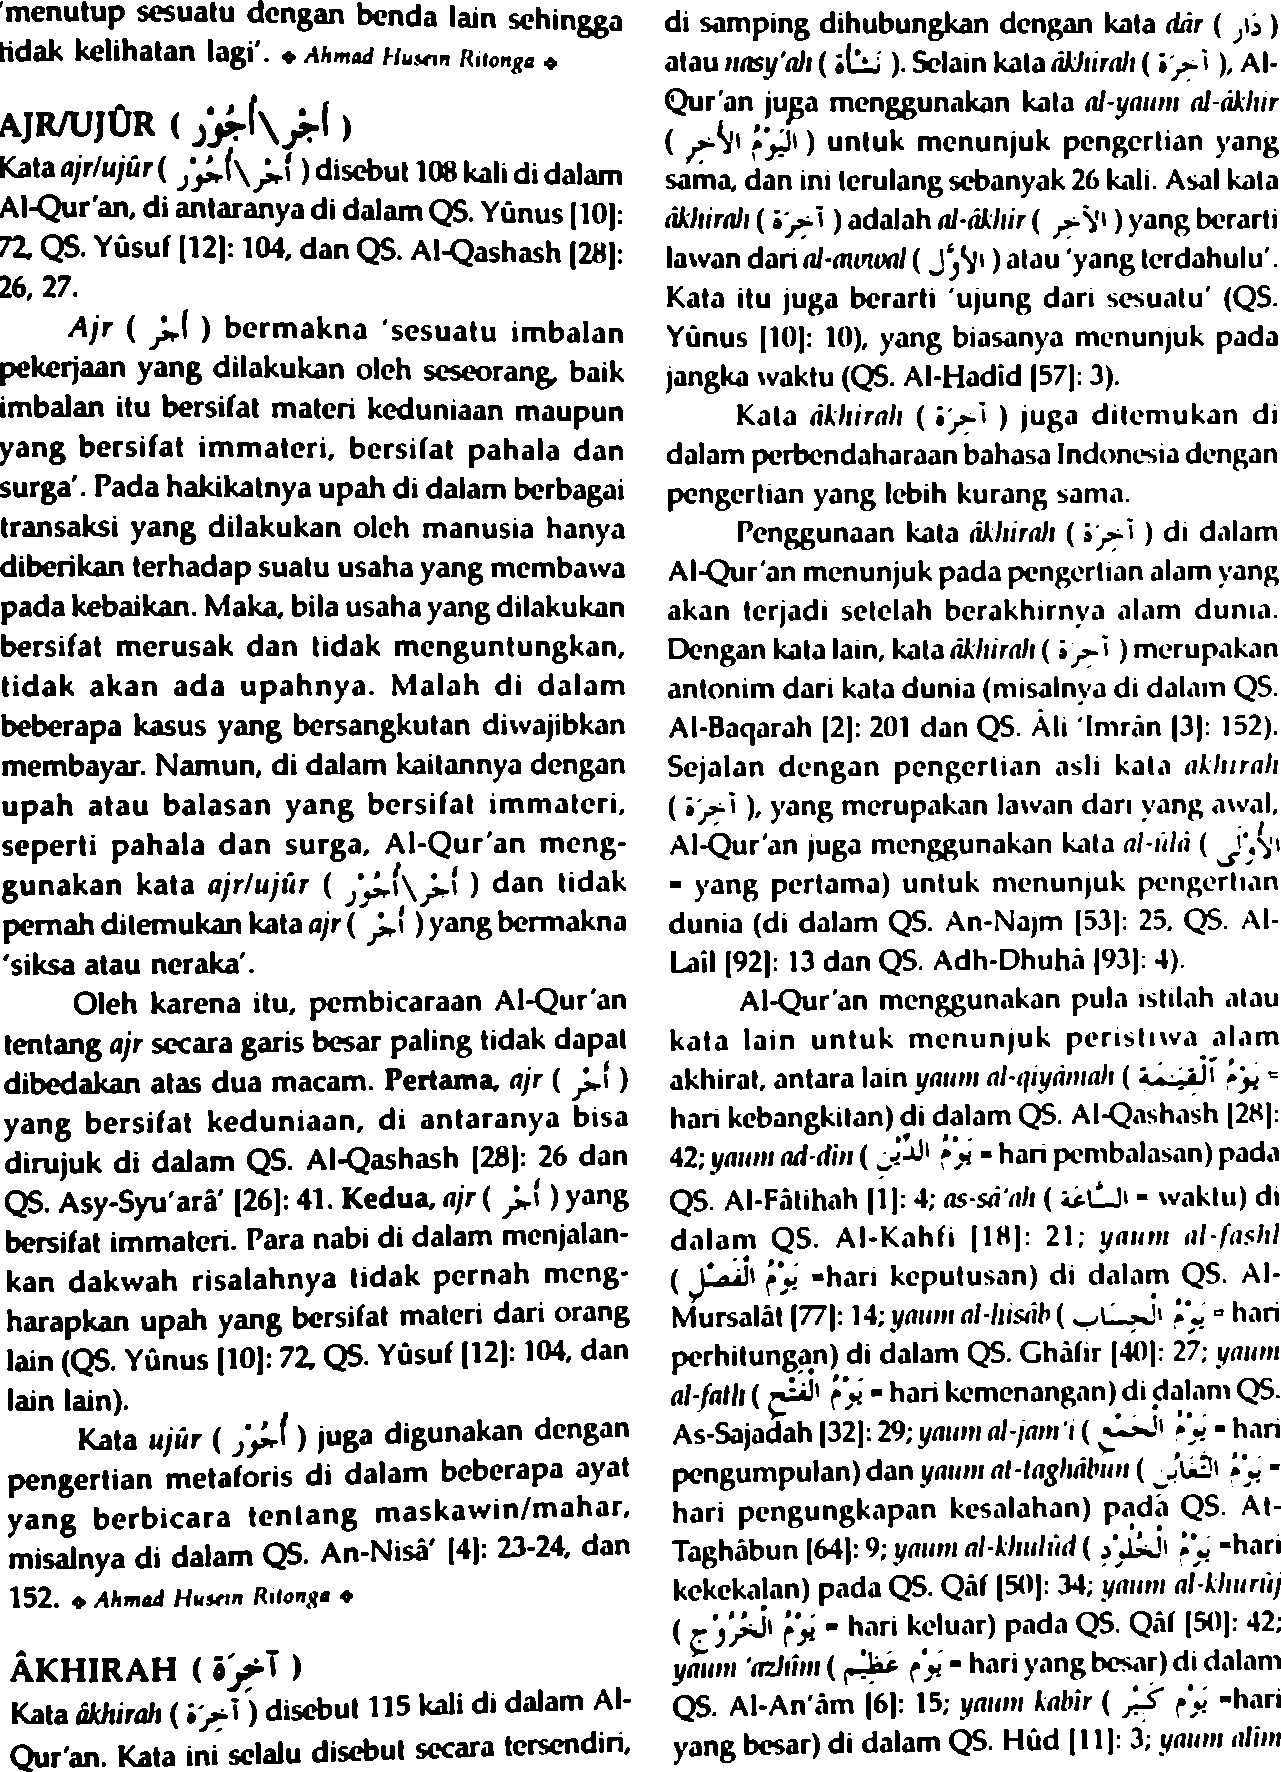 'menutup sesuatu dengan benda lain sehingga
tidak kelihatan lagi'. ◆ Ahmad Husein Ritonga ◆
AJR/UJÛR ( أَجْر\أُجُوْر )
Kata ajr/ujûr ( أَجْر\أُجُوْر ) disebut 108 kali di dalam
Al-Qur'an, di antaranya di dalam QS. Yûnus [10]:
72, QS. Yûsuf [12]: 104, dan QS. Al-Qashash [28]:
26, 27.
Ajr ( أَجْر ) bermakna 'sesuatu imbalan
pekerjaan yang dilakukan oleh seseorang, baik
imbalan itu bersifat materi keduniaan maupun
yang bersifat immateri, bersifat pahala dan
surga'. Pada hakikatnya upah di dalam berbagai
transaksi yang dilakukan oleh manusia hanya
diberikan terhadap suatu usaha yang membawa
pada kebaikan. Maka, bila usaha yang dilakukan
bersifat merusak dan tidak menguntungkan,
tidak akan ada upahnya. Malah di dalam
beberapa kasus yang bersangkutan diwajibkan
membayar. Namun, di dalam kaitannya dengan
upah atau balasan yang bersifat immateri,
seperti pahala dan surga, Al-Qur'an meng-
gunakan kata ajr/ujûr ( أَجْر\أُجُوْر ) dan tidak
pernah ditemukan kata ajr ( أَجْر ) yang bermakna
'siksa atau neraka'.
Oleh karena itu, pembicaraan Al-Qur'an
tentang ajr secara garis besar paling tidak dapat
dibedakan atas dua macam. Pertama, ajr ( أَجْر )
yang bersifat keduniaan, di antaranya bisa
dirujuk di dalam QS. Al-Qashash [28]: 26 dan
QS. Asy-Syu'arâ' [26]: 41. Kedua, ajr ( أَجْر ) yang
bersifat immateri. Para nabi di dalam menjalan-
kan dakwah risalahnya tidak pernah meng-
harapkan upah yang bersifat materi dari orang
lain (QS. Yûnus [10]: 72, QS. Yûsuf [12]: 104, dan
lain lain).
Kata ujûr ( أُجُوْر ) juga digunakan dengan
pengertian metaforis di dalam beberapa ayat
yang berbicara tentang maskawin/mahar,
misalnya di dalam QS. An-Nisâ' [4]: 23-24, dan
152. ◆ Ahmad Husein Ritonga ◆
ÂKHIRAH ( آخِرَة )
Kata âkhirah ( آخِرَة ) disebut 115 kali di dalam Al-
Qur'an. Kata ini selalu disebut secara tersendiri,
di samping dihubungkan dengan kata dâr ( دَار )
atau nasy'ah ( نَشْأَة ). Selain kata âkhirah ( آخِرَة ), Al-
Qur'an juga menggunakan kata al-yaum al-âkhir
( الْيَوْمُ الآخِر ) untuk menunjuk pengertian yang
sama, dan ini terulang sebanyak 26 kali. Asal kata
âkhirah ( آخِرَة ) adalah al-âkhir ( الآخِر ) yang berarti
lawan dari al-awwal ( الأَوَّل ) atau 'yang terdahulu'.
Kata itu juga berarti 'ujung dari sesuatu' (QS.
Yûnus [10]: 10), yang biasanya menunjuk pada
jangka waktu (QS. Al-Hadîd [57]: 3).
Kata âkhirah ( آخِرَة ) juga ditemukan di
dalam perbendaharaan bahasa Indonesia dengan
pengertian yang lebih kurang sama.
Penggunaan kata âkhirah ( آخِرَة ) di dalam
Al-Qur'an menunjuk pada pengertian alam yang
akan terjadi setelah berakhirnya alam dunia.
Dengan kata lain, kata âkhirah ( آخِرَة ) merupakan
antonim dari kata dunia (misalnya di dalam QS.
Al-Baqarah [2]: 201 dan QS. Âli 'Imrân [3]: 152).
Sejalan dengan pengertian asli kata akhirah
( آخِرَة ), yang merupakan lawan dari yang awal,
Al-Qur'an juga menggunakan kata al-ûlâ ( الأُوْلَى
= yang pertama) untuk menunjuk pengertian
dunia (di dalam QS. An-Najm [53]: 25, QS. Al-
Laîl [92]: 13 dan QS. Adh-Dhuhâ [93]: 4).
Al-Qur'an menggunakan pula istilah atau
kata lain untuk menunjuk peristiwa alam
akhirat, antara lain yaum al-qiyâmah ( يَوْمُ الْقِيَمَة =
hari kebangkitan) di dalam QS. Al-Qashash [28]:
42; yaum ad-dîn ( يَوْمُ الدِّيْن = hari pembalasan) pada
QS. Al-Fâtihah [1]: 4; as-sâ'ah ( السَّاعَة = waktu) di
dalam QS. Al-Kahfi [18]: 21; yaum al-fashl
( يَوْمُ الْفَصْل =hari keputusan) di dalam QS. Al-
Mursalât [77]: 14; yaum al-hisâb ( يَوْمُ الْحِسَاب = hari
perhitungan) di dalam QS. Ghâfir [40]: 27; yaum
al-fath ( يَوْمُ الْفَتْح = hari kemenangan) di dalam QS.
As-Sajadah [32]: 29; yaum al-jam'i ( يَوْمُ الْجَمْع = hari
pengumpulan) dan yaum at-taghâbun ( يَوْمُ التَّغَابُن =
hari pengungkapan kesalahan) pada QS. At-
Taghâbun [64]: 9; yaum al-khulûd ( يَوْمُ الْخُلُوْد =hari
kekekalan) pada QS. Qâf [50]: 34; yaum al-khurûj
( يَوْمُ الْخُرُوْج = hari keluar) pada QS. Qâf [50]: 42;
yaum 'azhîm ( يَوْم عَظِيْم = hari yang besar) di dalam
QS. Al-An'âm [6]: 15; yaum kabîr ( يَوْم كَبِيْر =hari
yang besar) di dalam QS. Hûd [11]: 3; yaum alîm